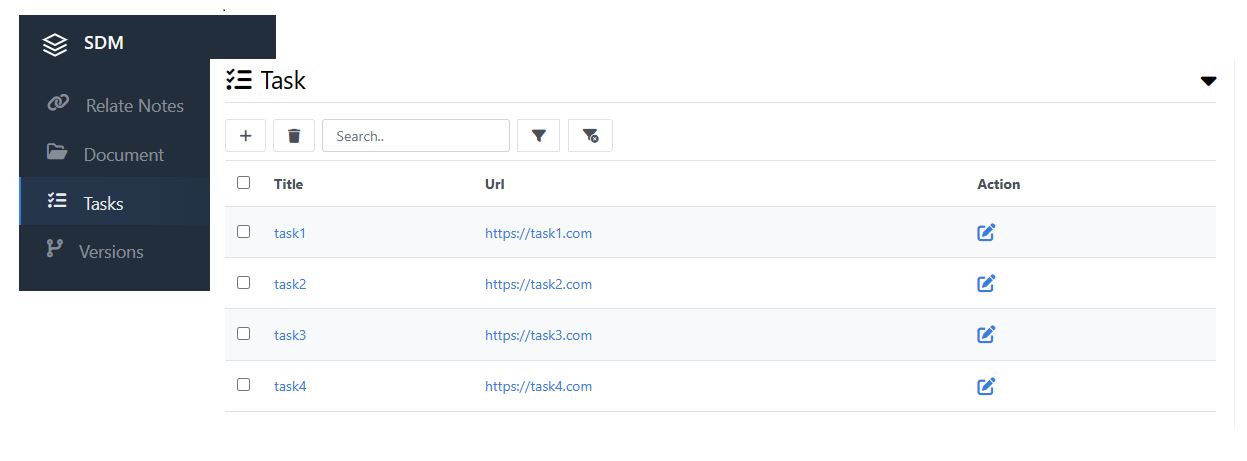 SDM
Relate Notes
Document
Tasks
Versions
Task
Search..
Title Url Action
task1 https://task1.com
task2 https://task2.com
task3 https://task3.com
task4 https://task4.com